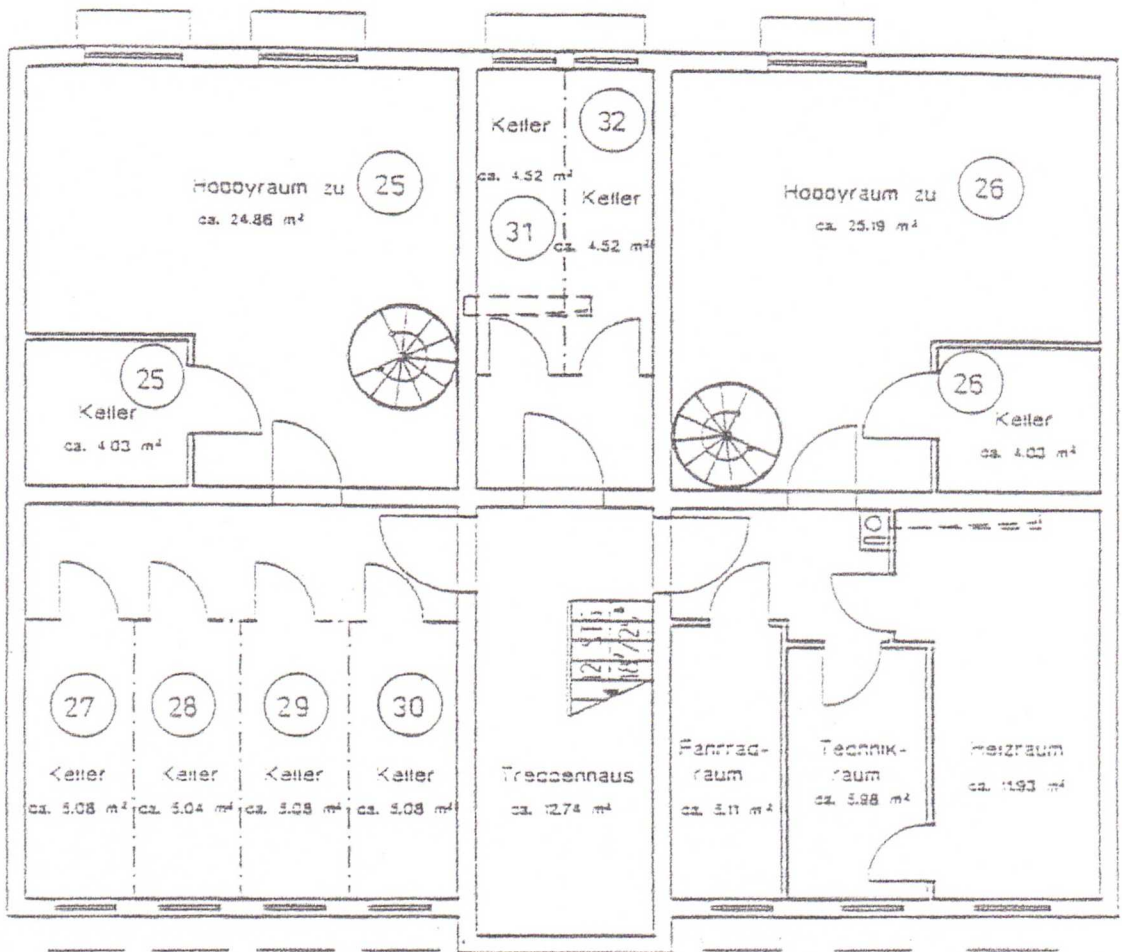 Hobbyraum zu
25
ca. 24.86 m²
Keller
ca. 4.52 m²
31
32
Keller
ca. 4.52 m²
Hobbyraum zu
26
ca. 25.19 m²
25
Keller
ca. 4.03 m²
26
Keller
ca. 4.03 m²
27
Keller
ca. 5.08 m²
28
Keller
ca. 5.04 m²
29
Keller
ca. 5.08 m²
30
Keller
ca. 5.08 m²
Treppenhaus
ca. 12.74 m²
Fahrrad-
raum
ca. 5.11 m²
Technik-
raum
ca. 5.98 m²
Heizraum
ca. 11.93 m²